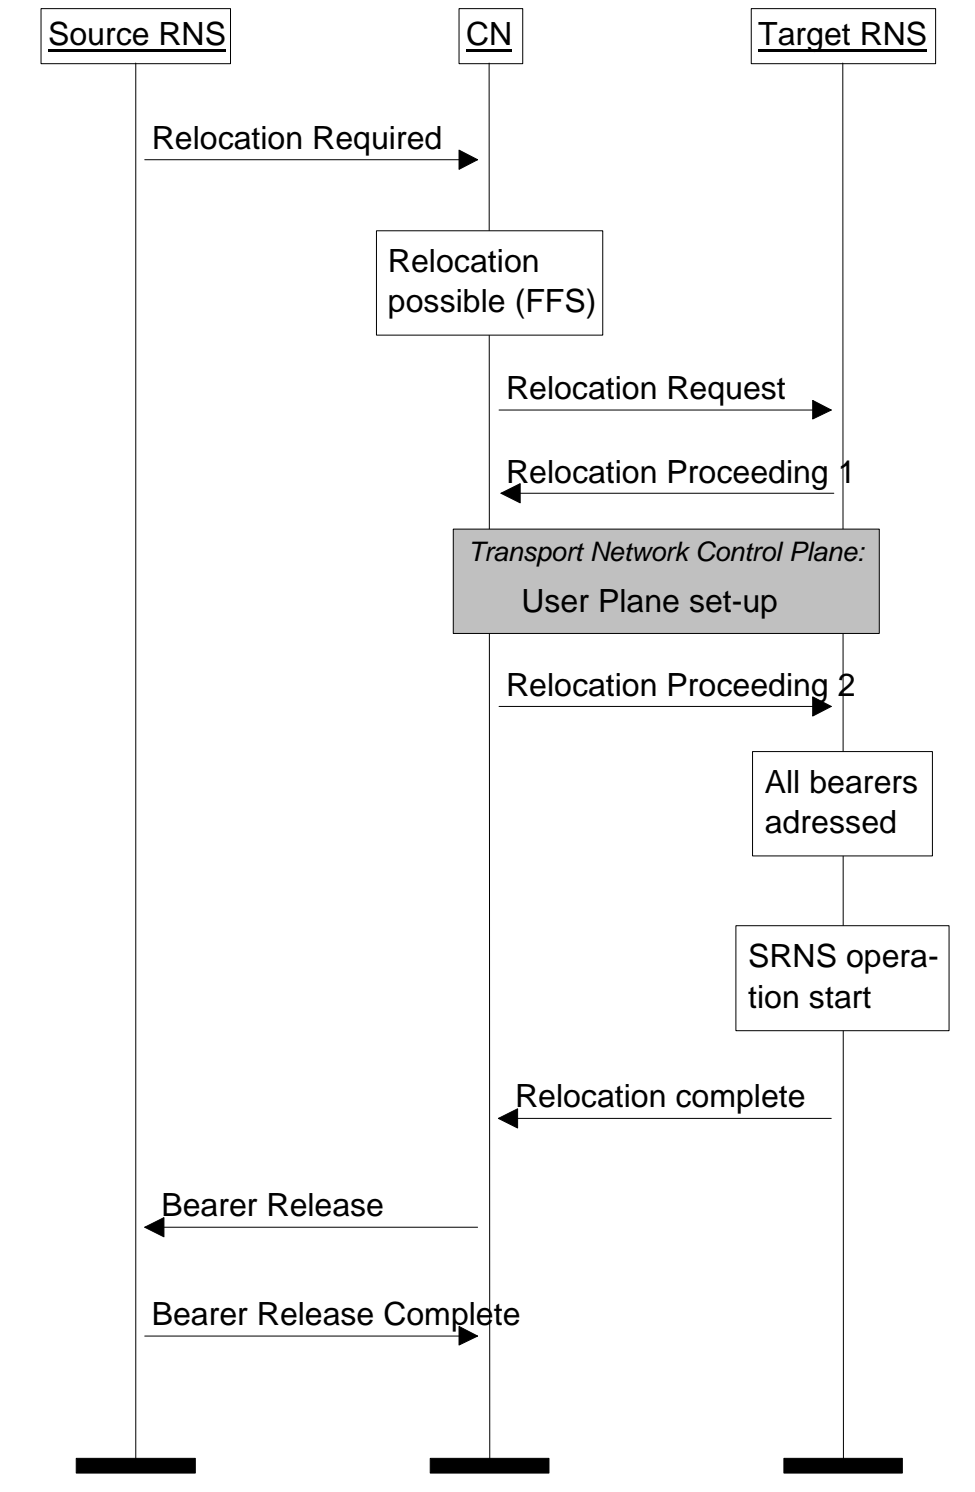 Source RNS
CN
Target RNS
Relocation Required
Relocation
possible (FFS)
Relocation Request
Relocation Proceeding 1
Transport Network Control Plane:
User Plane set-up
Relocation Proceeding 2
All bearers
adressed
SRNS opera-
tion start
Relocation complete
Bearer Release
Bearer Release Complete